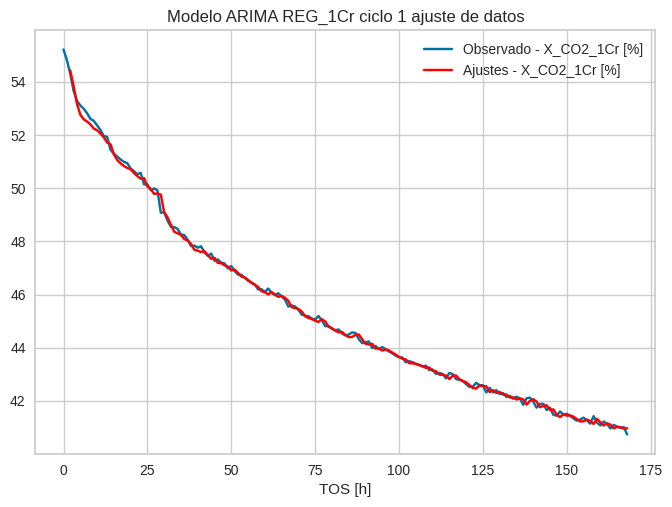 Modelo ARIMA REG_1Cr ciclo 1 ajuste de datos
Observado - X_CO2_1Cr [%]
Ajustes - X_CO2_1Cr [%]
54
52
50
48
46
44
42
0 25 50 75 100 125 150 175
TOS [h]